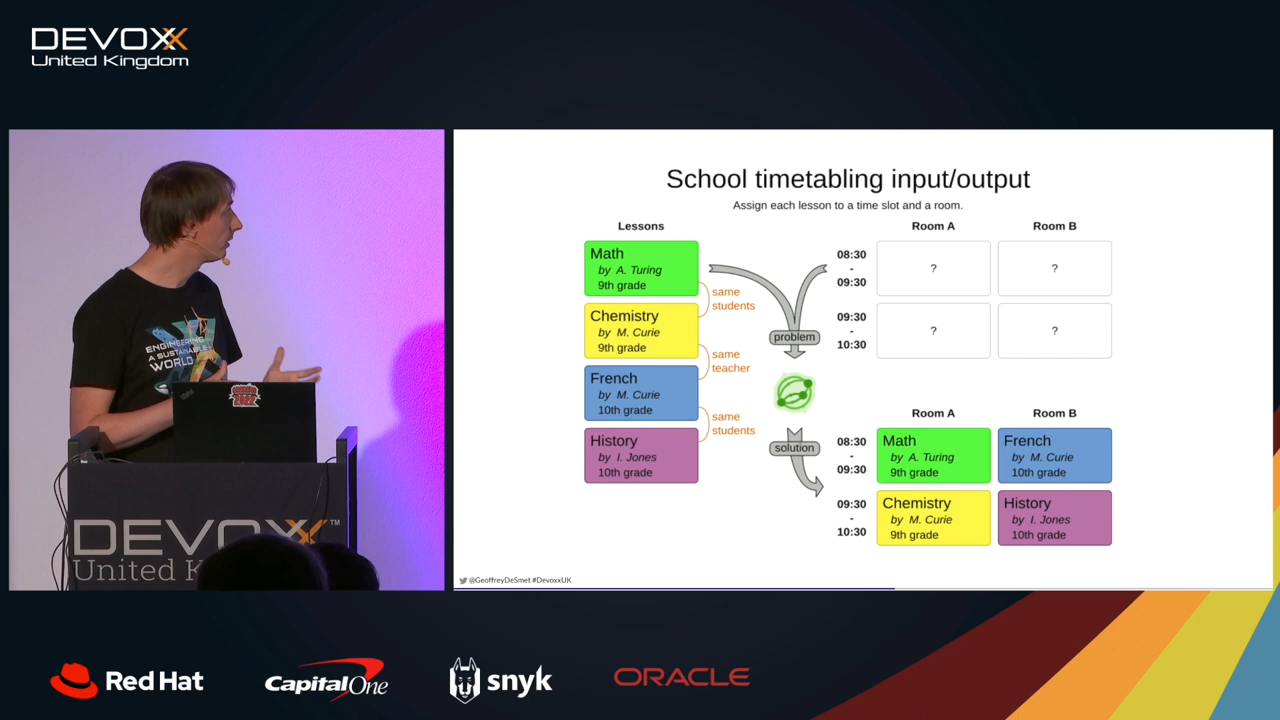 DEVOXX
United Kingdom
ENGINEERING
A SUSTAINABLE
WORLD
DEVOXX™
United K
School timetabling input/output
Assign each lesson to a time slot and a room.
Lessons
Math
by A. Turing
9th grade
Chemistry
by M. Curie
9th grade
French
by M. Curie
10th grade
History
by I. Jones
10th grade
same
students
same
teacher
same
students
problem
solution
Room A
Room B
08:30
-
09:30
?
?
09:30
-
10:30
?
?
Room A
Room B
08:30
-
09:30
Math
by A. Turing
9th grade
French
by M. Curie
10th grade
09:30
-
10:30
Chemistry
by M. Curie
9th grade
History
by I. Jones
10th grade
@GeoffreyDeSmet #DevoxxUK
Red Hat
CapitalOne
snyk
ORACLE